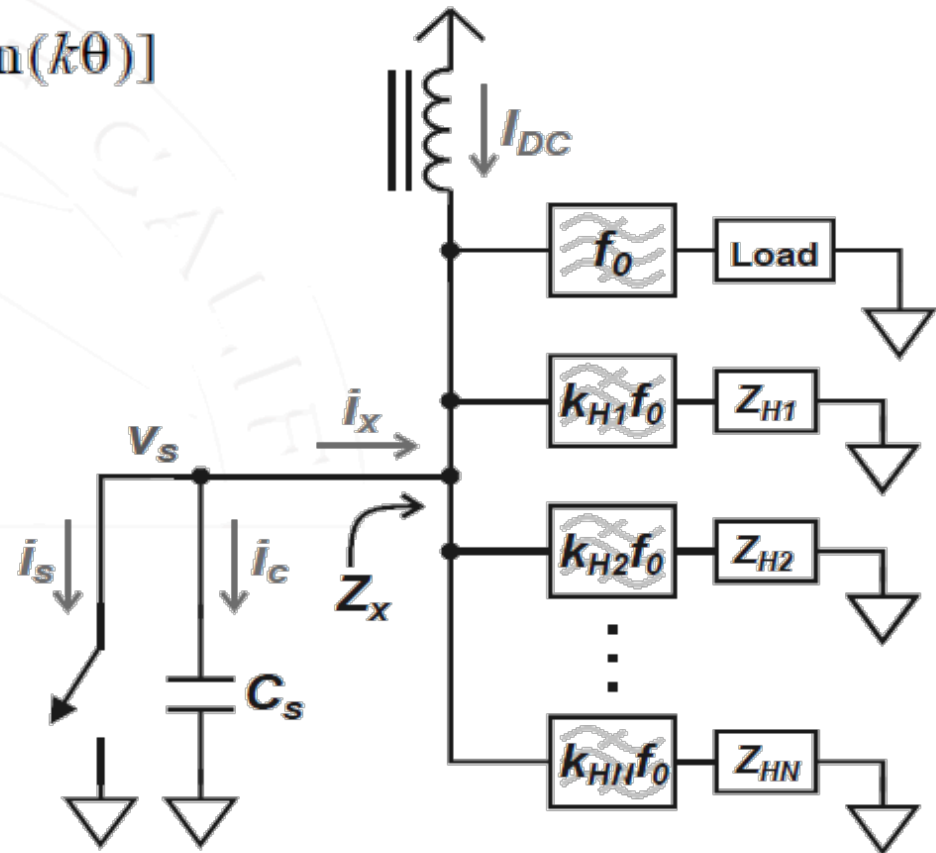 n(kθ)]
I_DC
f_0
Load
k_H1 f_0
Z_H1
i_x
v_s
k_H2 f_0
Z_H2
i_s
i_c
Z_x
C_s
k_HN f_0
Z_HN